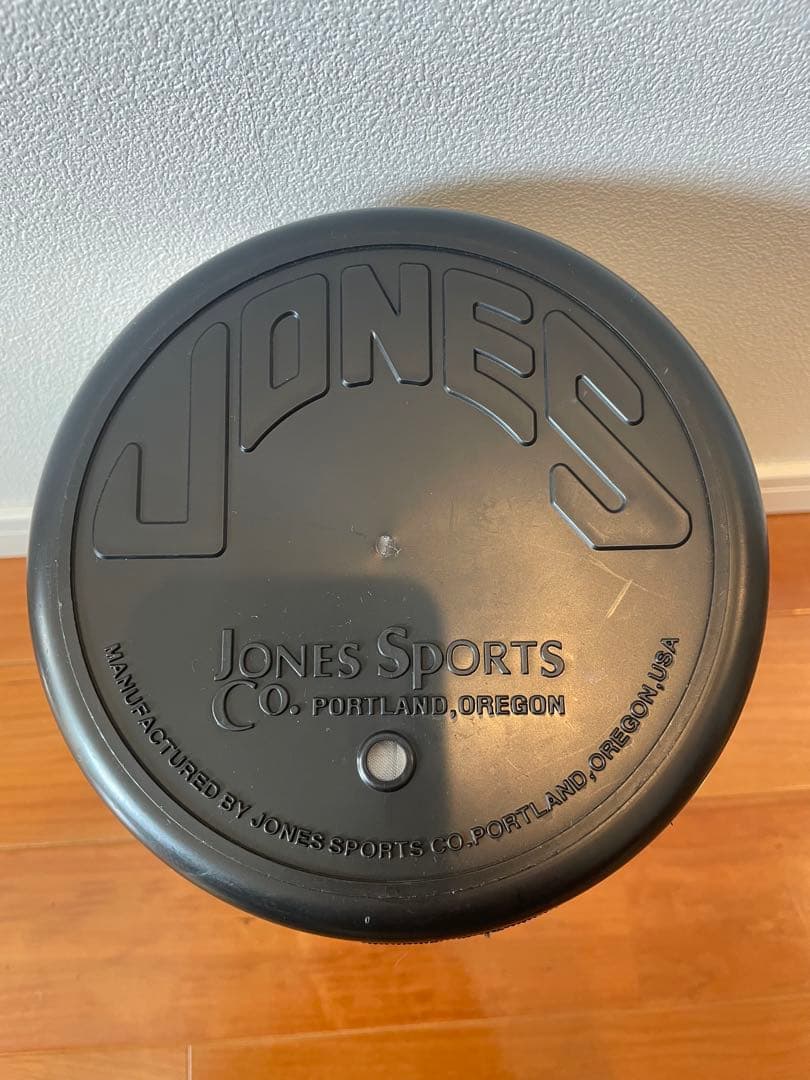 JONES
JONES SPORTS
CO. PORTLAND,OREGON
MANUFACTURED BY JONES SPORTS CO.PORTLAND,OREGON,USA